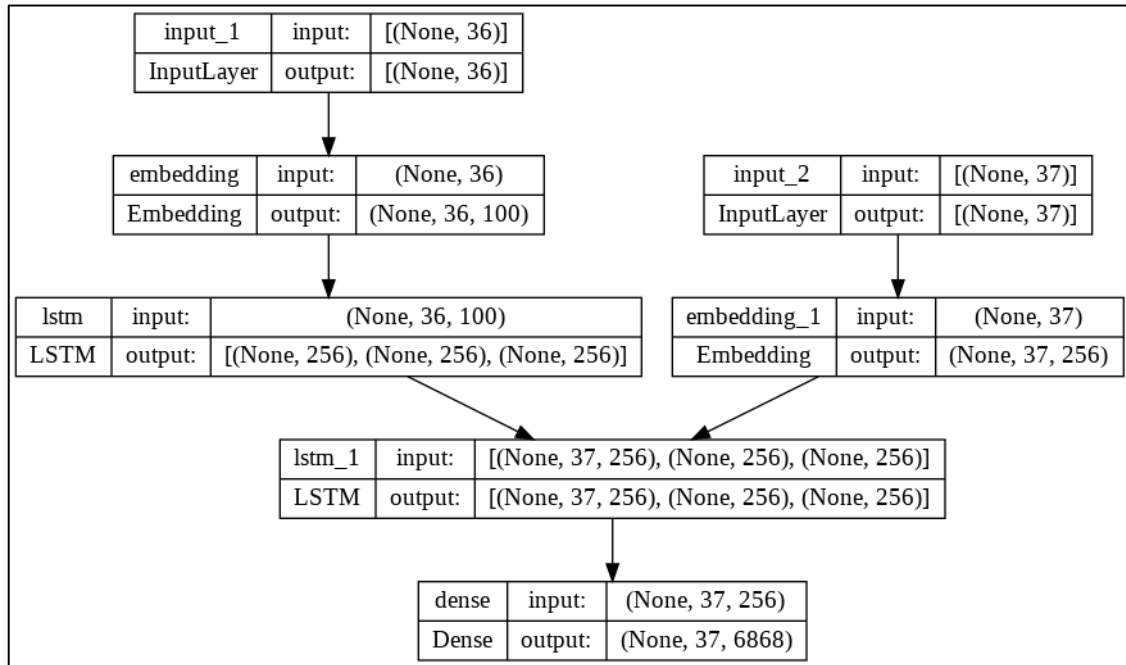 input_1 input: [(None, 36)]
InputLayer output: [(None, 36)]
embedding input: (None, 36)
Embedding output: (None, 36, 100)
input_2 input: [(None, 37)]
InputLayer output: [(None, 37)]
lstm input: (None, 36, 100)
LSTM output: [(None, 256), (None, 256), (None, 256)]
embedding_1 input: (None, 37)
Embedding output: (None, 37, 256)
lstm_1 input: [(None, 37, 256), (None, 256), (None, 256)]
LSTM output: [(None, 37, 256), (None, 256), (None, 256)]
dense input: (None, 37, 256)
Dense output: (None, 37, 6868)